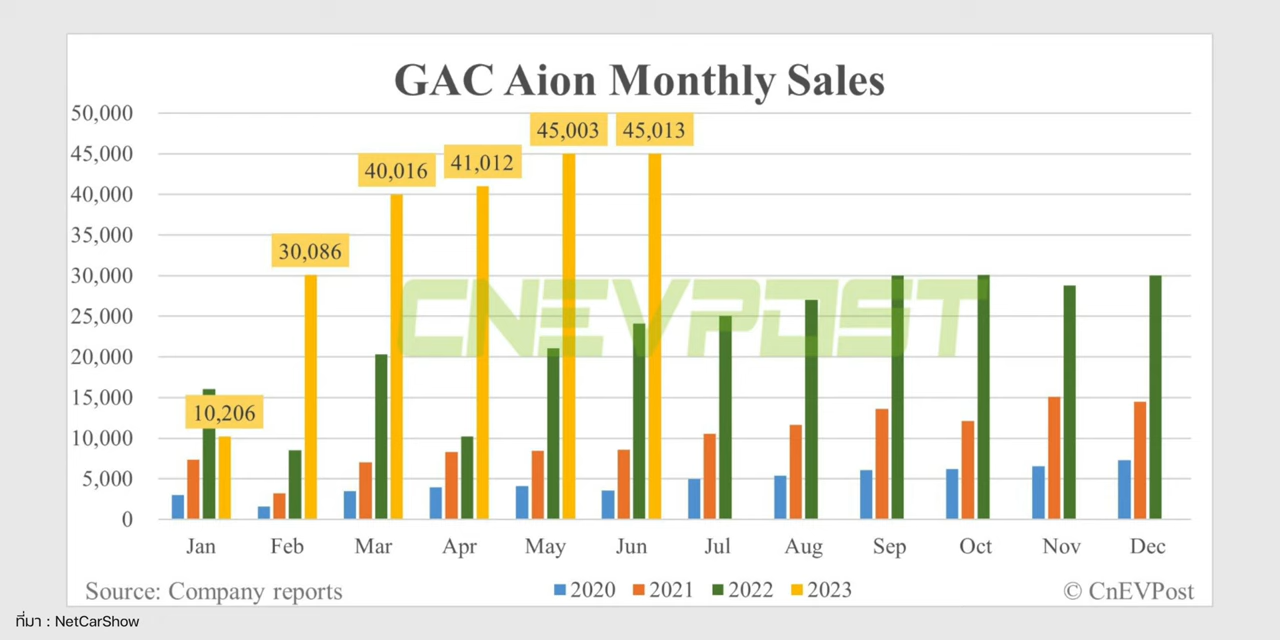 GAC Aion Monthly Sales
50,000
45,000
40,000
35,000
30,000
25,000
20,000
15,000
10,000
5,000
0
10,206
30,086
40,016
41,012
45,003
45,013
CNEVPOST
Jan Feb Mar Apr May Jun Jul Aug Sep Oct Nov Dec
Source: Company reports
2020 2021 2022 2023
© CnEVPost
ที่มา : NetCarShow